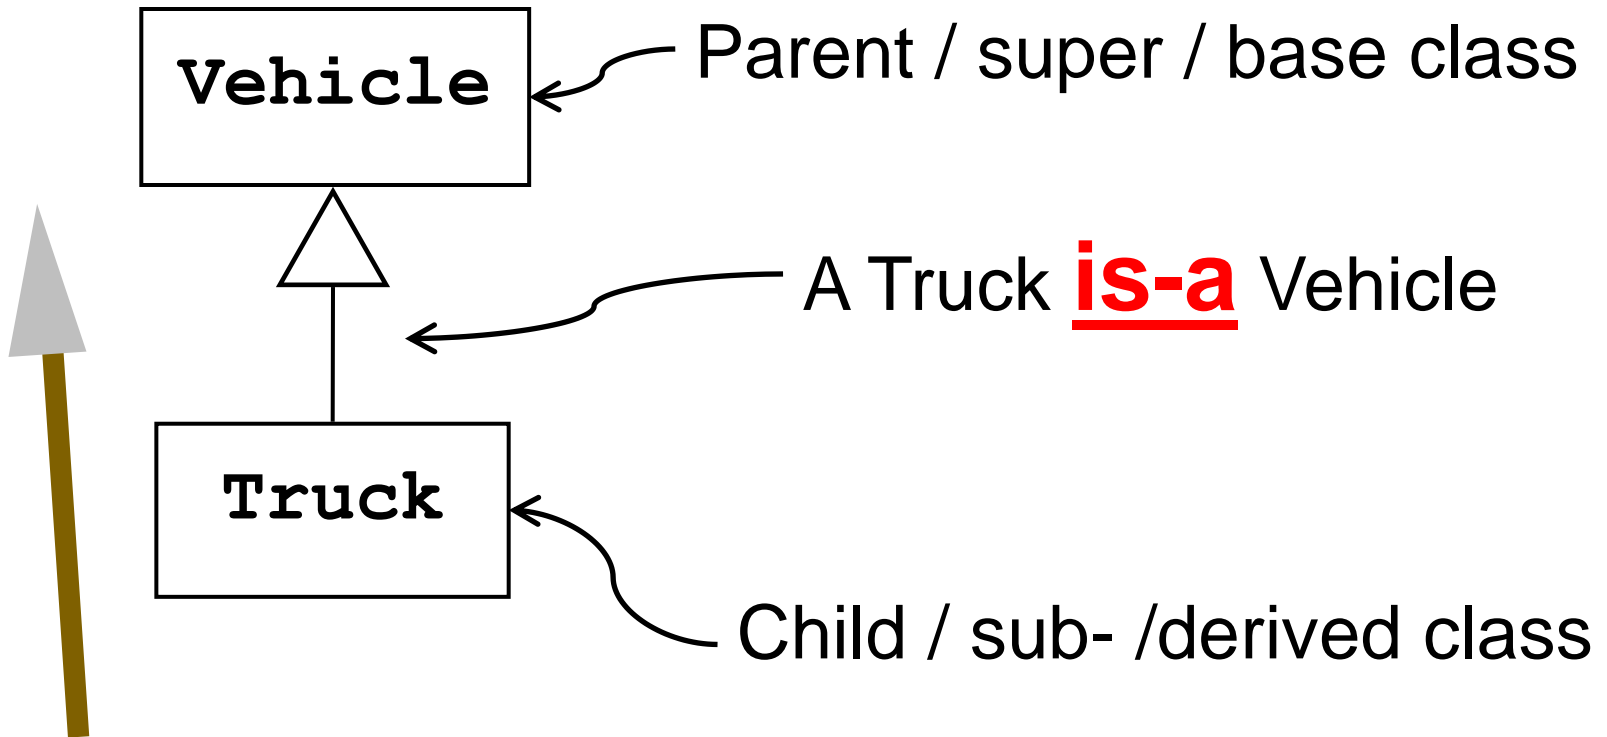 Vehicle
Parent / super / base class
A Truck is-a Vehicle
Truck
Child / sub- /derived class